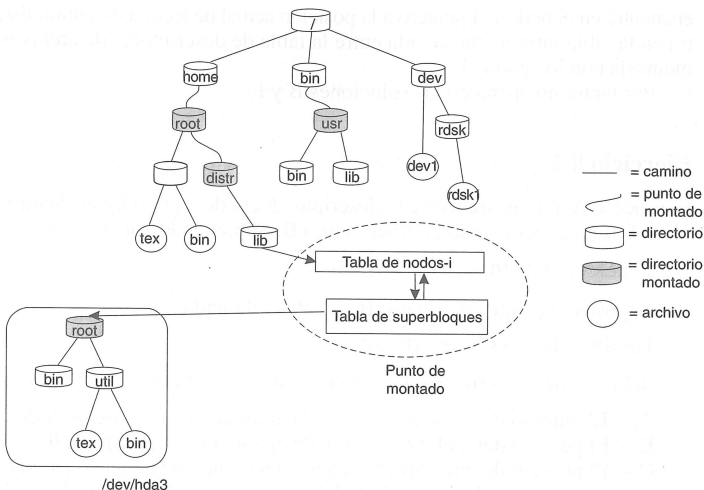 home
bin
dev
root
usr
rdsk
distr
bin
lib
dev1
rdsk1
tex
bin
lib
= camino
= punto de
montado
= directorio
= directorio
montado
= archivo
Tabla de nodos-i
Tabla de superbloques
Punto de
montado
root
bin
util
tex
bin
/dev/hda3